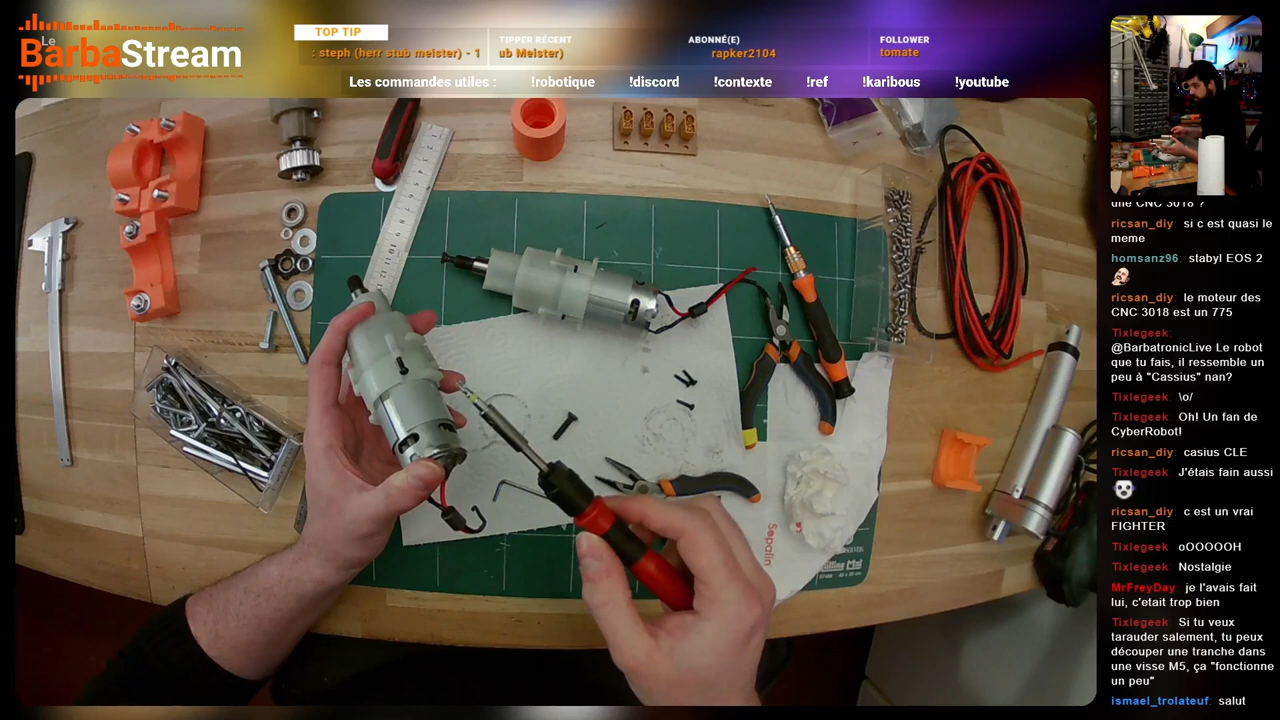 Le
BarbaStream
TOP TIP
: steph (herr stub meister) - 1
TIPPER RÉCENT
ub Meister)
ABONNÉ(E)
rapker2104
FOLLOWER
tomate
Les commandes utiles : !robotique !discord !contexte !ref !karibous !youtube
une CNC 3018 ?
ricsan_diy: si c est quasi le
meme
homsanz96: stabyl EOS 2
ricsan_diy: le moteur des
CNC 3018 est un 775
Tixlegeek:
@BarbatronicLive Le robot
que tu fais, il ressemble un
peu à "Cassius" nan?
Tixlegeek: \o/
Tixlegeek: Oh! Un fan de
CyberRobot!
ricsan_diy: casius CLE
Tixlegeek: J'étais fain aussi
ricsan_diy: c est un vrai
FIGHTER
Tixlegeek: oOOOOOH
Tixlegeek: Nostalgie
MrFreyDay: je l'avais fait
lui, c'etait trop bien
Tixlegeek: Si tu veux
tarauder salement, tu peux
découper une tranche dans
une visse M5, ça "fonctionne
un peu"
ismael_trolateuf: salut
Sopalin